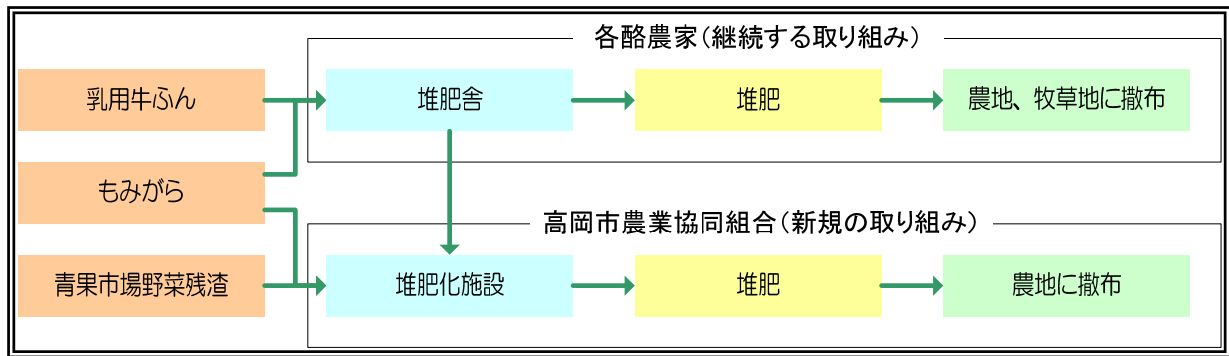 各酪農家(継続する取り組み)
乳用牛ふん
堆肥舎
堆肥
農地、牧草地に撒布
もみがら
高岡市農業協同組合(新規の取り組み)
青果市場野菜残渣
堆肥化施設
堆肥
農地に撒布